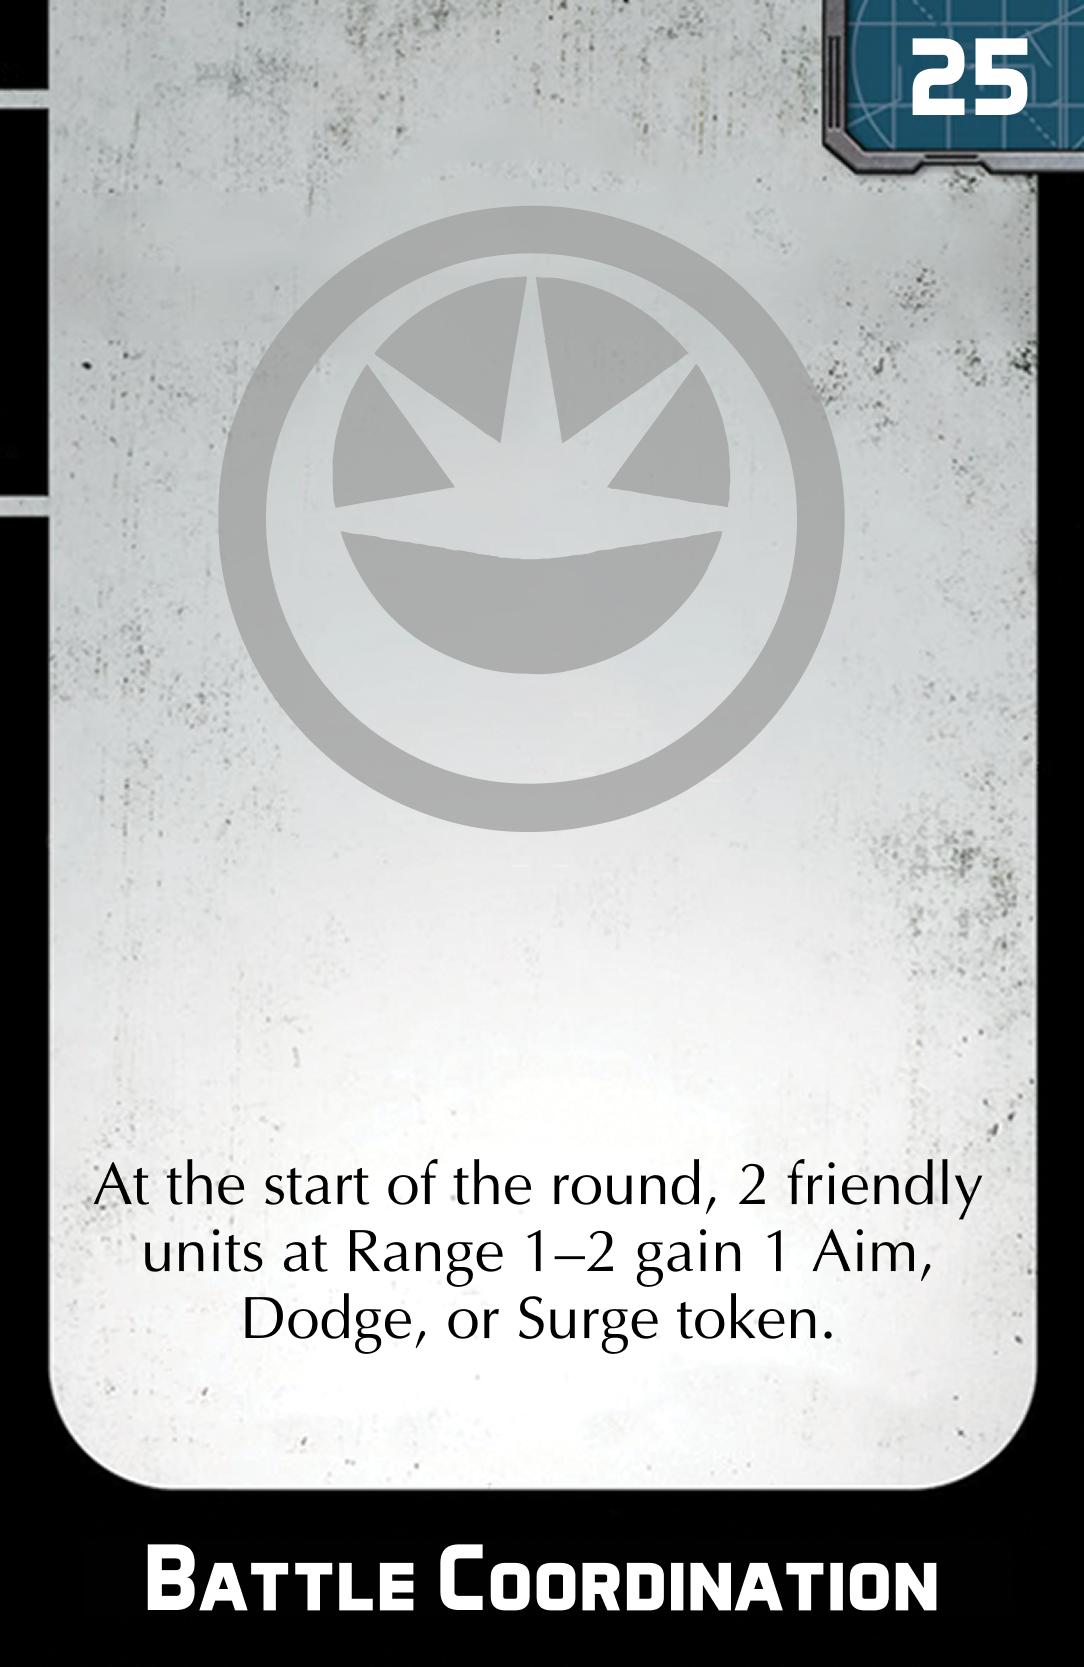 25
At the start of the round, 2 friendly
units at Range 1–2 gain 1 Aim,
Dodge, or Surge token.
Battle Coordination